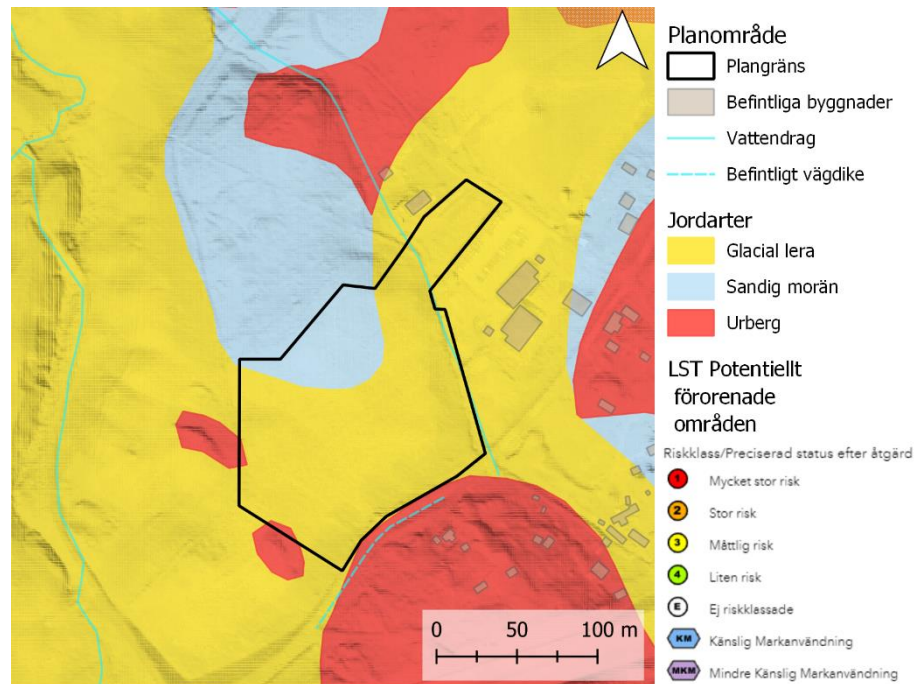 Planområde
Plangräns
Befintliga byggnader
Vattendrag
Befintligt vägdike
Jordarter
Glacial lera
Sandig morän
Urberg
LST Potentiellt
förorenade
områden
Riskklass/Preciserad status efter åtgärd
1 Mycket stor risk
2 Stor risk
3 Måttlig risk
4 Liten risk
E Ej riskklassade
KM Känslig Markanvändning
MKM Mindre Känslig Markanvändning
0 50 100 m